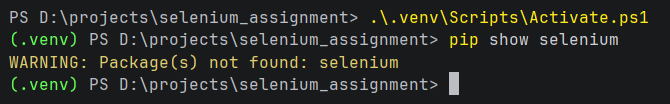 PS D:\projects\selenium_assignment> .\.venv\Scripts\Activate.ps1
(.venv) PS D:\projects\selenium_assignment> pip show selenium
WARNING: Package(s) not found: selenium
(.venv) PS D:\projects\selenium_assignment>